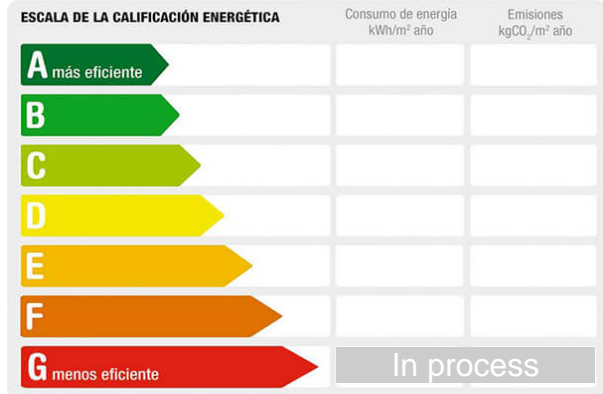 ESCALA DE LA CALIFICACIÓN ENERGÉTICA
Consumo de energía
kWh/m² año
Emisiones
kgCO₂/m² año
A más eficiente
B
C
D
E
F
G menos eficiente
In process